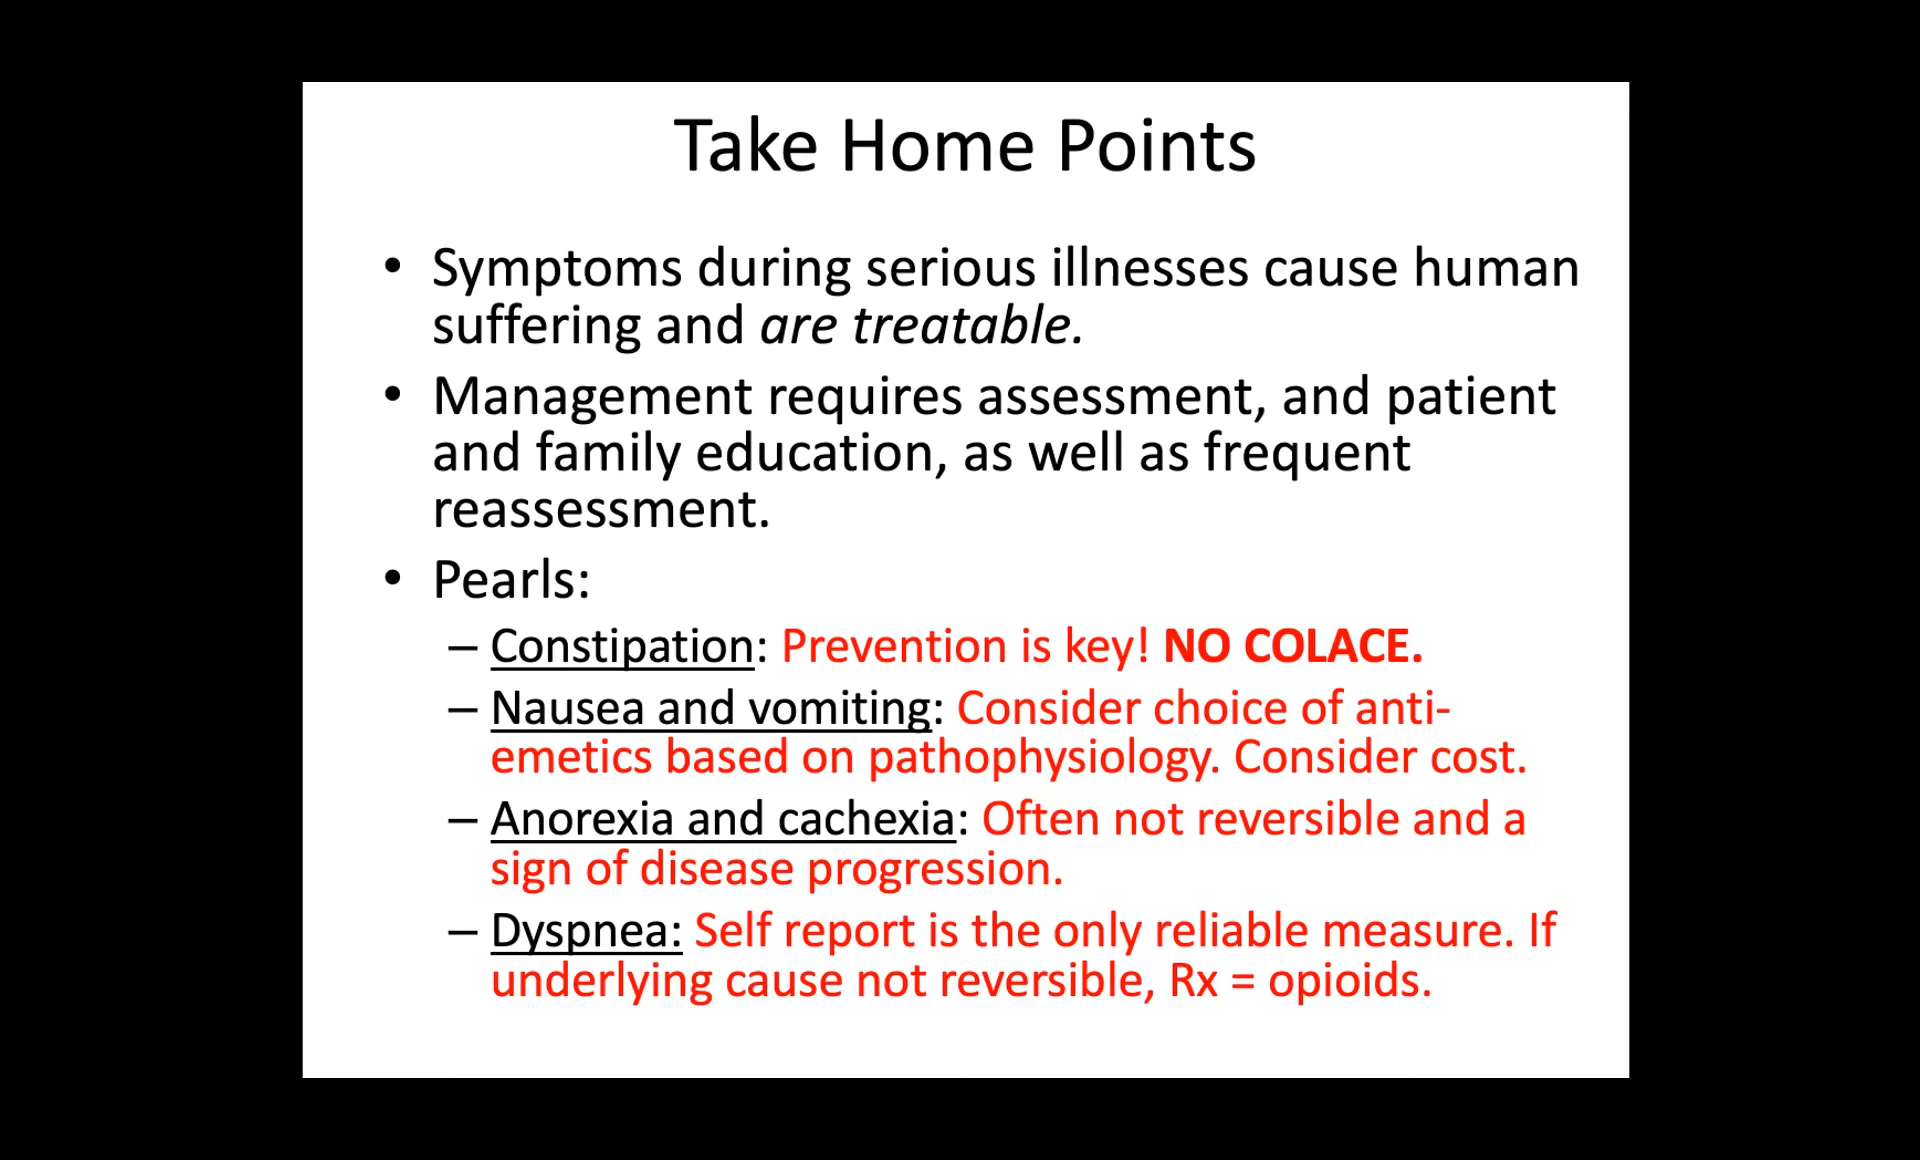 Take Home Points
• Symptoms during serious illnesses cause human
suffering and are treatable.
• Management requires assessment, and patient
and family education, as well as frequent
reassessment.
• Pearls:
– Constipation: Prevention is key! NO COLACE.
– Nausea and vomiting: Consider choice of anti-
emetics based on pathophysiology. Consider cost.
– Anorexia and cachexia: Often not reversible and a
sign of disease progression.
– Dyspnea: Self report is the only reliable measure. If
underlying cause not reversible, Rx = opioids.